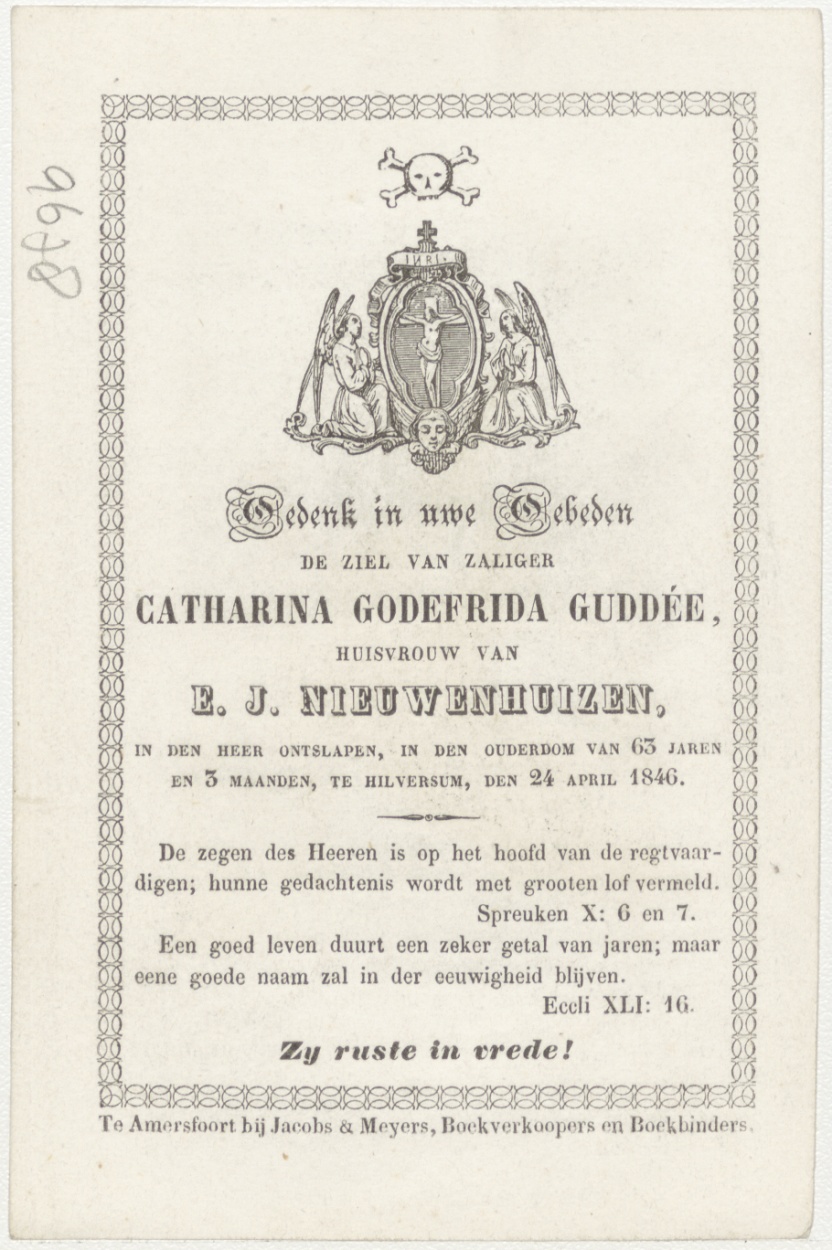 9678
INRI.
Gedenk in uwe Gebeden
DE ZIEL VAN ZALIGER
CATHARINA GODEFRIDA GUDDÉE,
HUISVROUW VAN
E. J. NIEUWENHUIZEN,
IN DEN HEER ONTSLAPEN, IN DEN OUDERDOM VAN 63 JAREN
EN 3 MAANDEN, TE HILVERSUM, DEN 24 APRIL 1846.
De zegen des Heeren is op het hoofd van de regtvaar-
digen; hunne gedachtenis wordt met grooten lof vermeld.
Spreuken X: 6 en 7.
Een goed leven duurt een zeker getal van jaren; maar
eene goede naam zal in der eeuwigheid blijven.
Eccli XLI: 16.
Zy ruste in vrede!
Te Amersfoort bij Jacobs & Meyers, Boekverkoopers en Boekbinders.